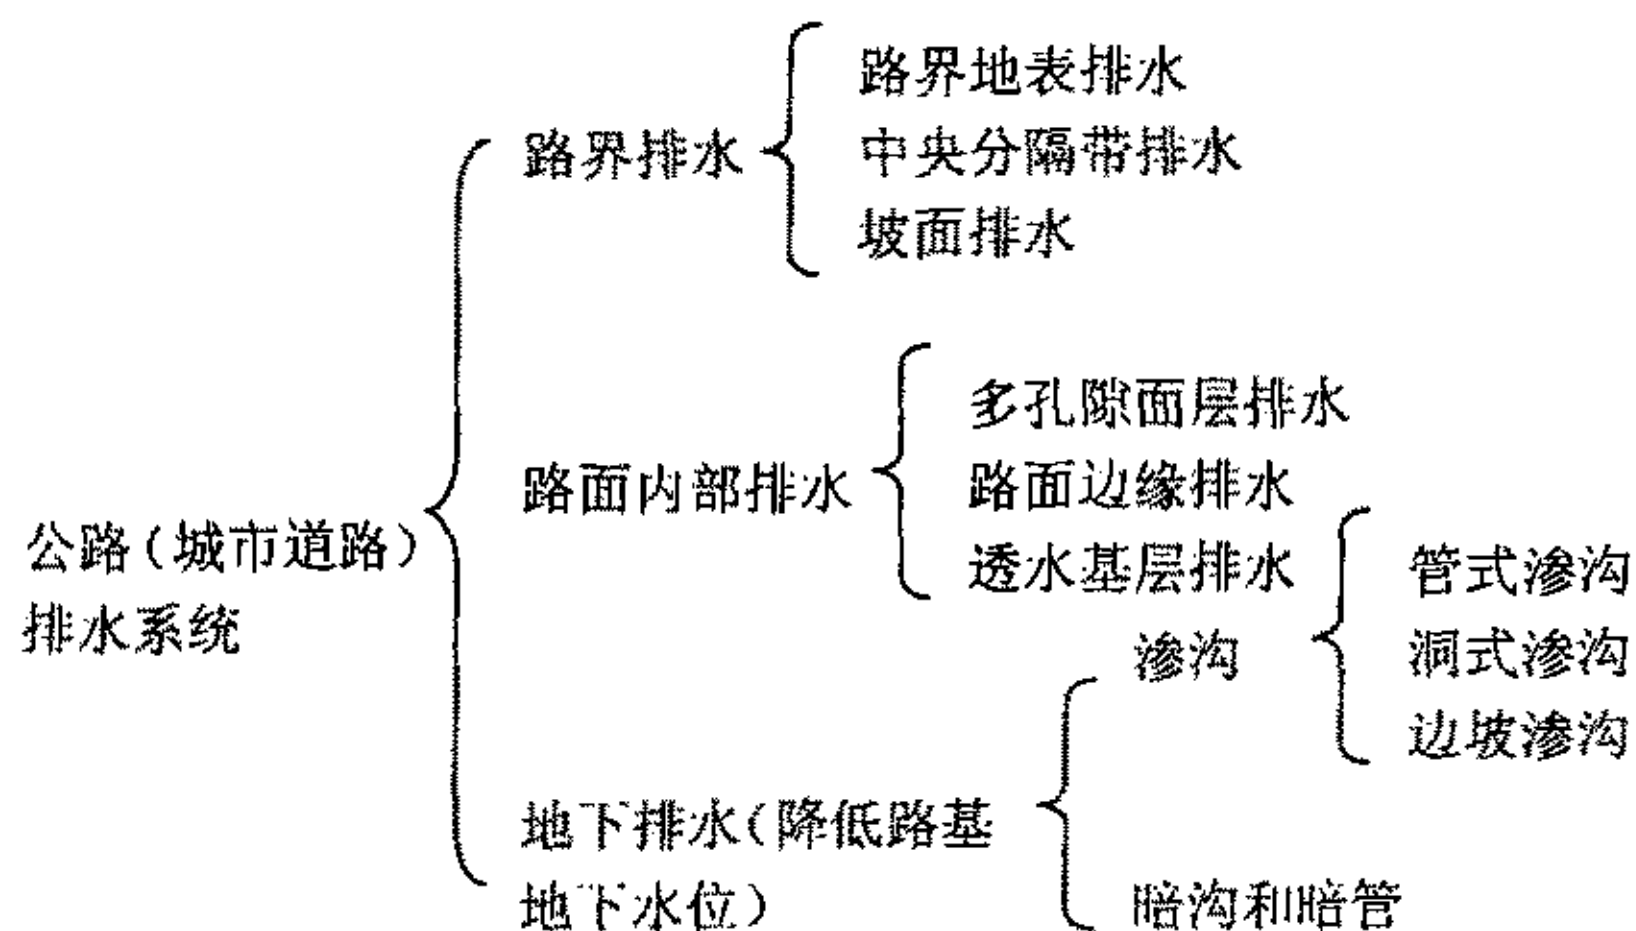 公路(城市道路)
排水系统
路界排水
路界地表排水
中央分隔带排水
坡面排水
路面内部排水
多孔隙面层排水
路面边缘排水
透水基层排水
地下排水(降低路基
地下水位)
渗沟
管式渗沟
洞式渗沟
边坡渗沟
暗沟和暗管